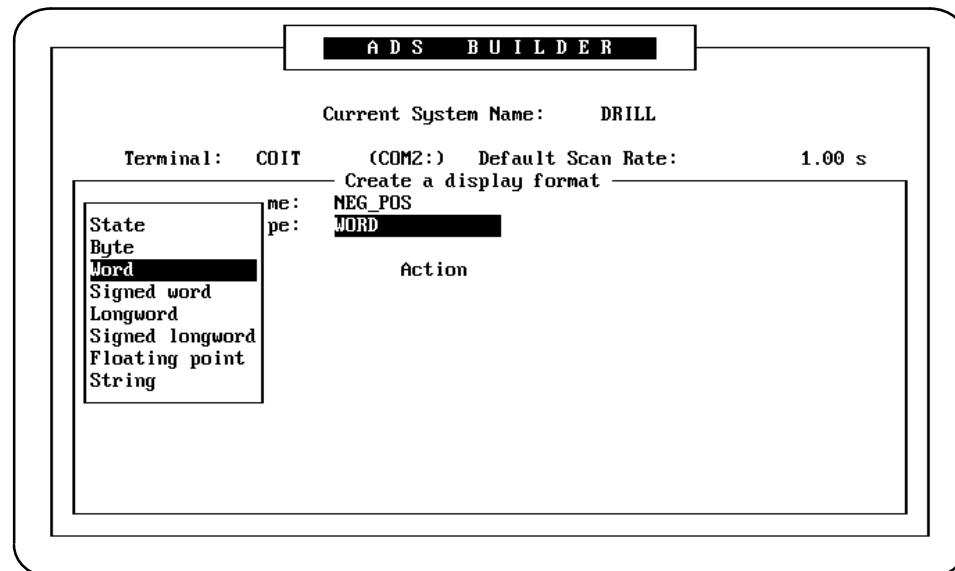 ADS BUILDER
Current System Name: DRILL
Terminal: COIT (COM2:) Default Scan Rate: 1.00 s
Create a display format
me: NEG_POS
State pe: WORD
Byte
Word Action
Signed word
Longword
Signed longword
Floating point
String